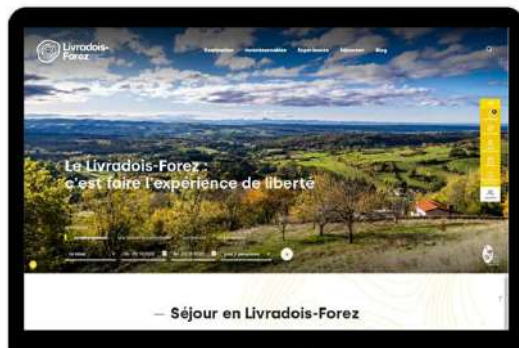 Livradois-
Forez
Destination Incontournables Expériences Séjourner Blog
Le Livradois-Forez :
c'est faire l'expérience de liberté
— Séjour en Livradois-Forez